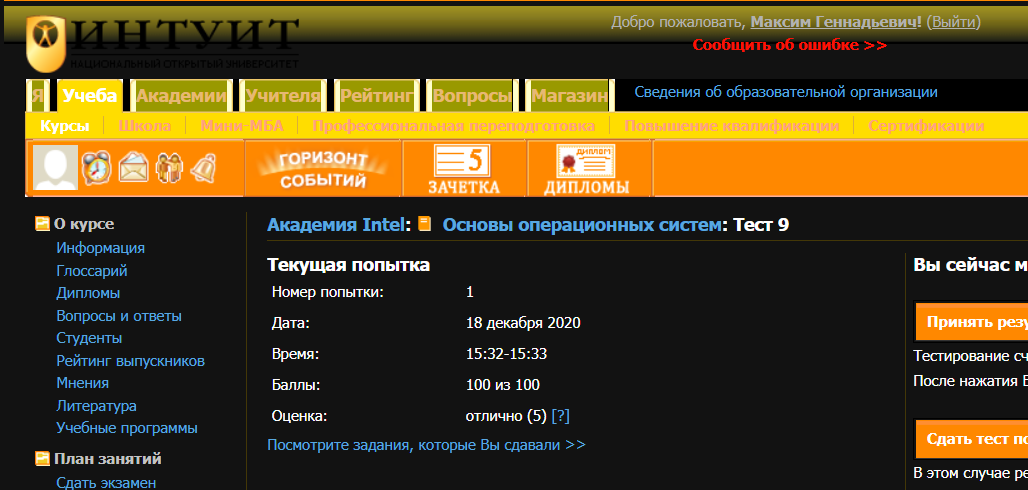 Добро пожаловать, Максим Геннадьевич! (Выйти)
ИНТУИТ
НАЦИОНАЛЬНЫЙ ОТКРЫТЫЙ УНИВЕРСИТЕТ
Сообщить об ошибке >>
Я Учеба Академии Учителя Рейтинг Вопросы Магазин Сведения об образовательной организации
Курсы Школа Мини-МБА Профессиональная переподготовка Повышение квалификации Сертификации
ГОРИЗОНТ СОБЫТИЙ
5 ЗАЧЕТКА
ДИПЛОМ ДИПЛОМЫ
О курсе
Информация
Глоссарий
Дипломы
Вопросы и ответы
Студенты
Рейтинг выпускников
Мнения
Литература
Учебные программы
План занятий
Сдать экзамен
Академия Intel: Основы операционных систем: Тест 9
Текущая попытка
Номер попытки: 1
Дата: 18 декабря 2020
Время: 15:32-15:33
Баллы: 100 из 100
Оценка: отлично (5) [?]
Посмотрите задания, которые Вы сдавали >>
Вы сейчас м
Принять резу
Тестирование сч
После нажатия В
Сдать тест по
В этом случае ре